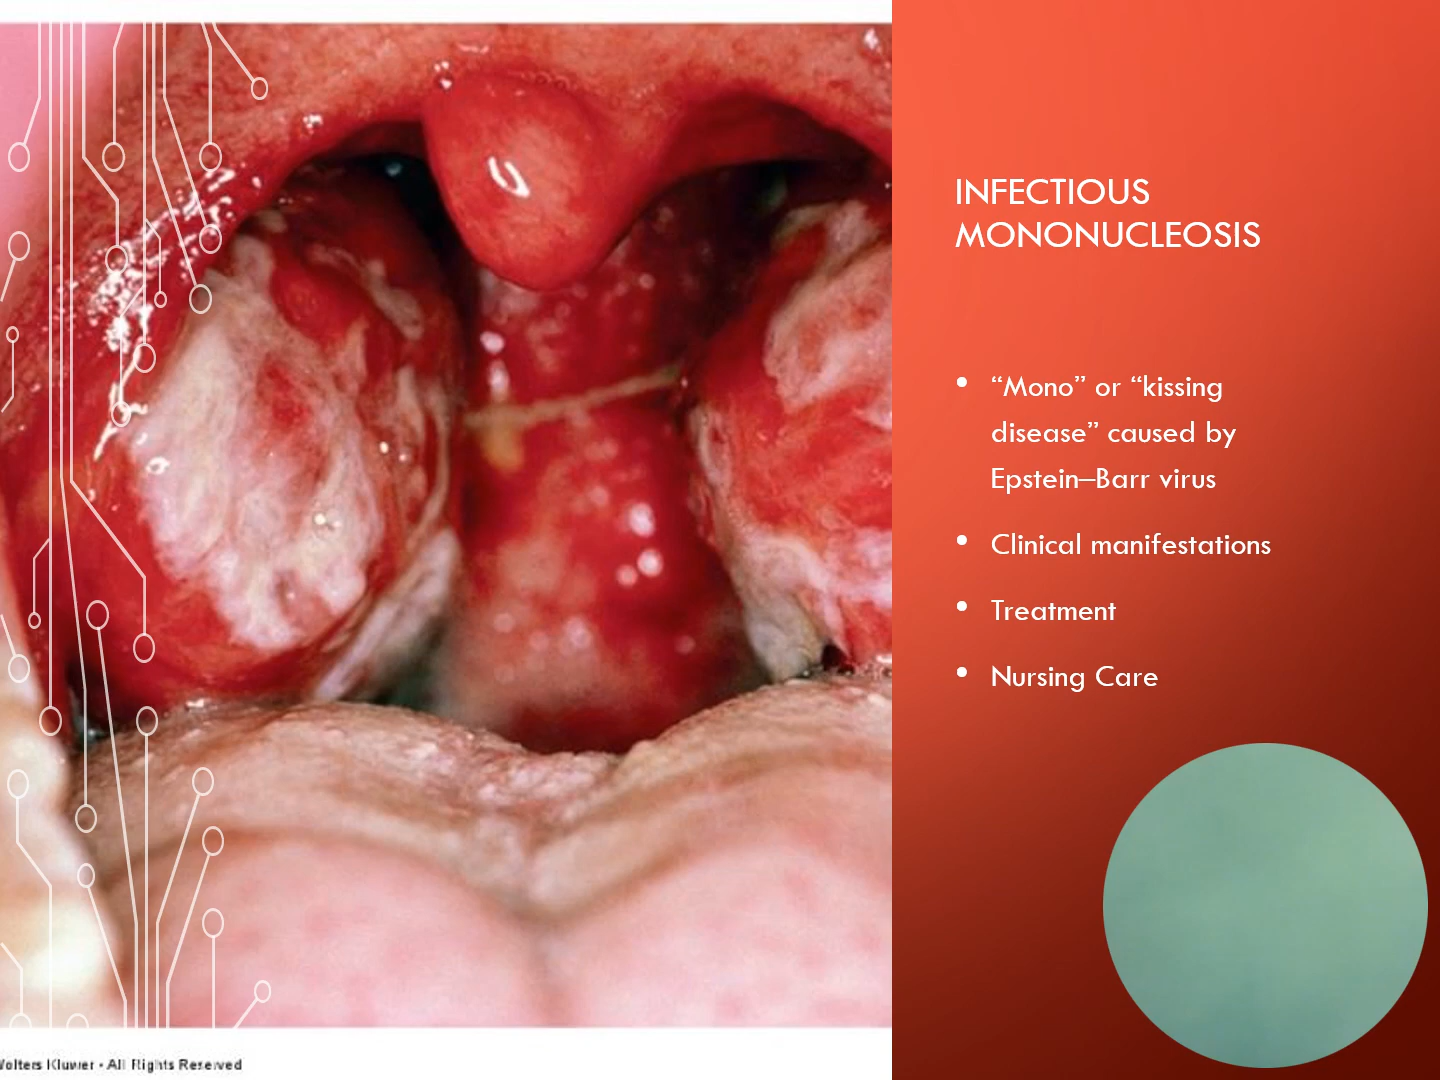 INFECTIOUS
MONONUCLEOSIS
• “Mono” or “kissing
disease” caused by
Epstein–Barr virus
• Clinical manifestations
• Treatment
• Nursing Care
Wolters Kluwer - All Rights Reserved